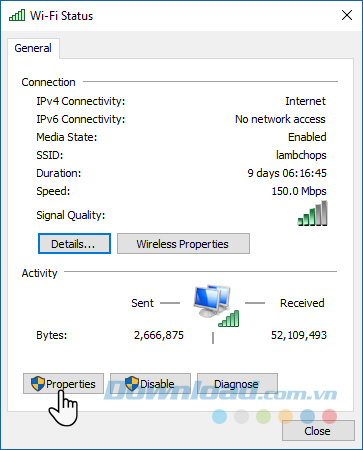 Wi-Fi Status
General
Connection
IPv4 Connectivity: Internet
IPv6 Connectivity: No network access
Media State: Enabled
SSID: lambchops
Duration: 9 days 06:16:45
Speed: 150.0 Mbps
Signal Quality:
Details... Wireless Properties
Activity
Sent Received
Bytes: 2,666,875 52,109,493
Properties Disable Diagnose
Download.com.vn
Close